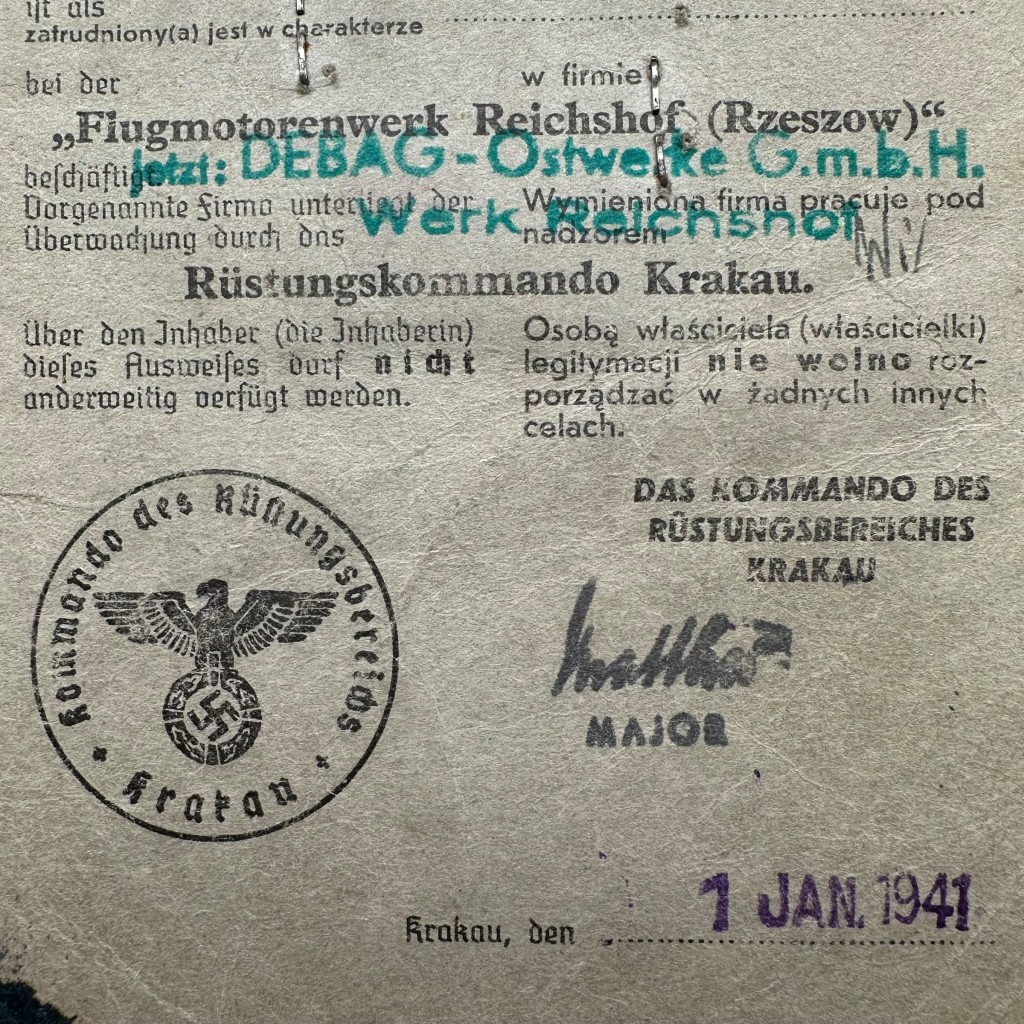 ist als
zatrudniony(a) jest w charakterze
bei der
w firmie
„Flugmotorenwerk Reichshof (Rzeszow)“
jetzt: DEBAG-Ostwerke G.m.b.H.
Werk Reichshof
beschäftigt.
Vorgenannte Firma unterliegt der
Überwachung durch das
Wymieniona firma pracuje pod
nadzorem
Rüstungskommando Krakau.
Über den Inhaber (die Inhaberin)
dieses Ausweises darf nicht
anderweitig verfügt werden.
Osobą właściciela (właścicielki)
legitymacji nie wolno roz-
porządzać w żadnych innych
celach.
Kommando des Rüstungsbereichs
Krakau
DAS KOMMANDO DES
RÜSTUNGSBEREICHES
KRAKAU
MAJOR
Krakau, den 1 JAN. 1941